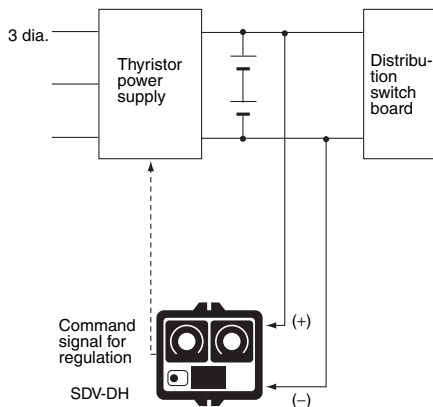 3 dia.
Thyristor
power
supply
Distribu-
tion
switch
board
(+)
Command
signal for
regulation
SDV-DH
(−)